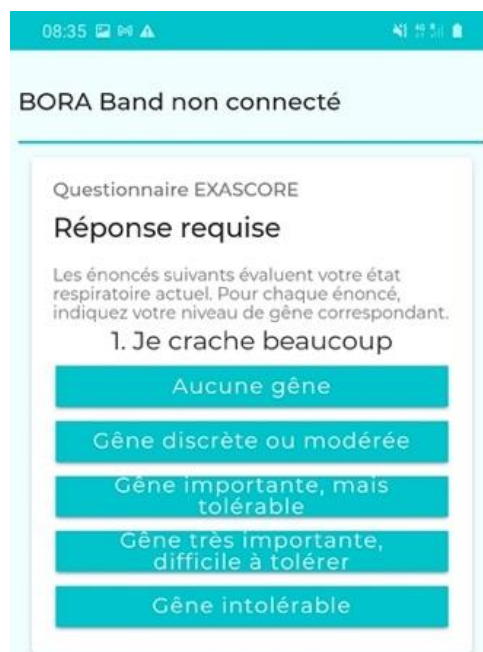 08:35
BORA Band non connecté
Questionnaire EXASCORE
Réponse requise
Les énoncés suivants évaluent votre état
respiratoire actuel. Pour chaque énoncé,
indiquez votre niveau de gêne correspondant.
1. Je crache beaucoup
Aucune gêne
Gêne discrète ou modérée
Gêne importante, mais
tolérable
Gêne très importante,
difficile à tolérer
Gêne intolérable